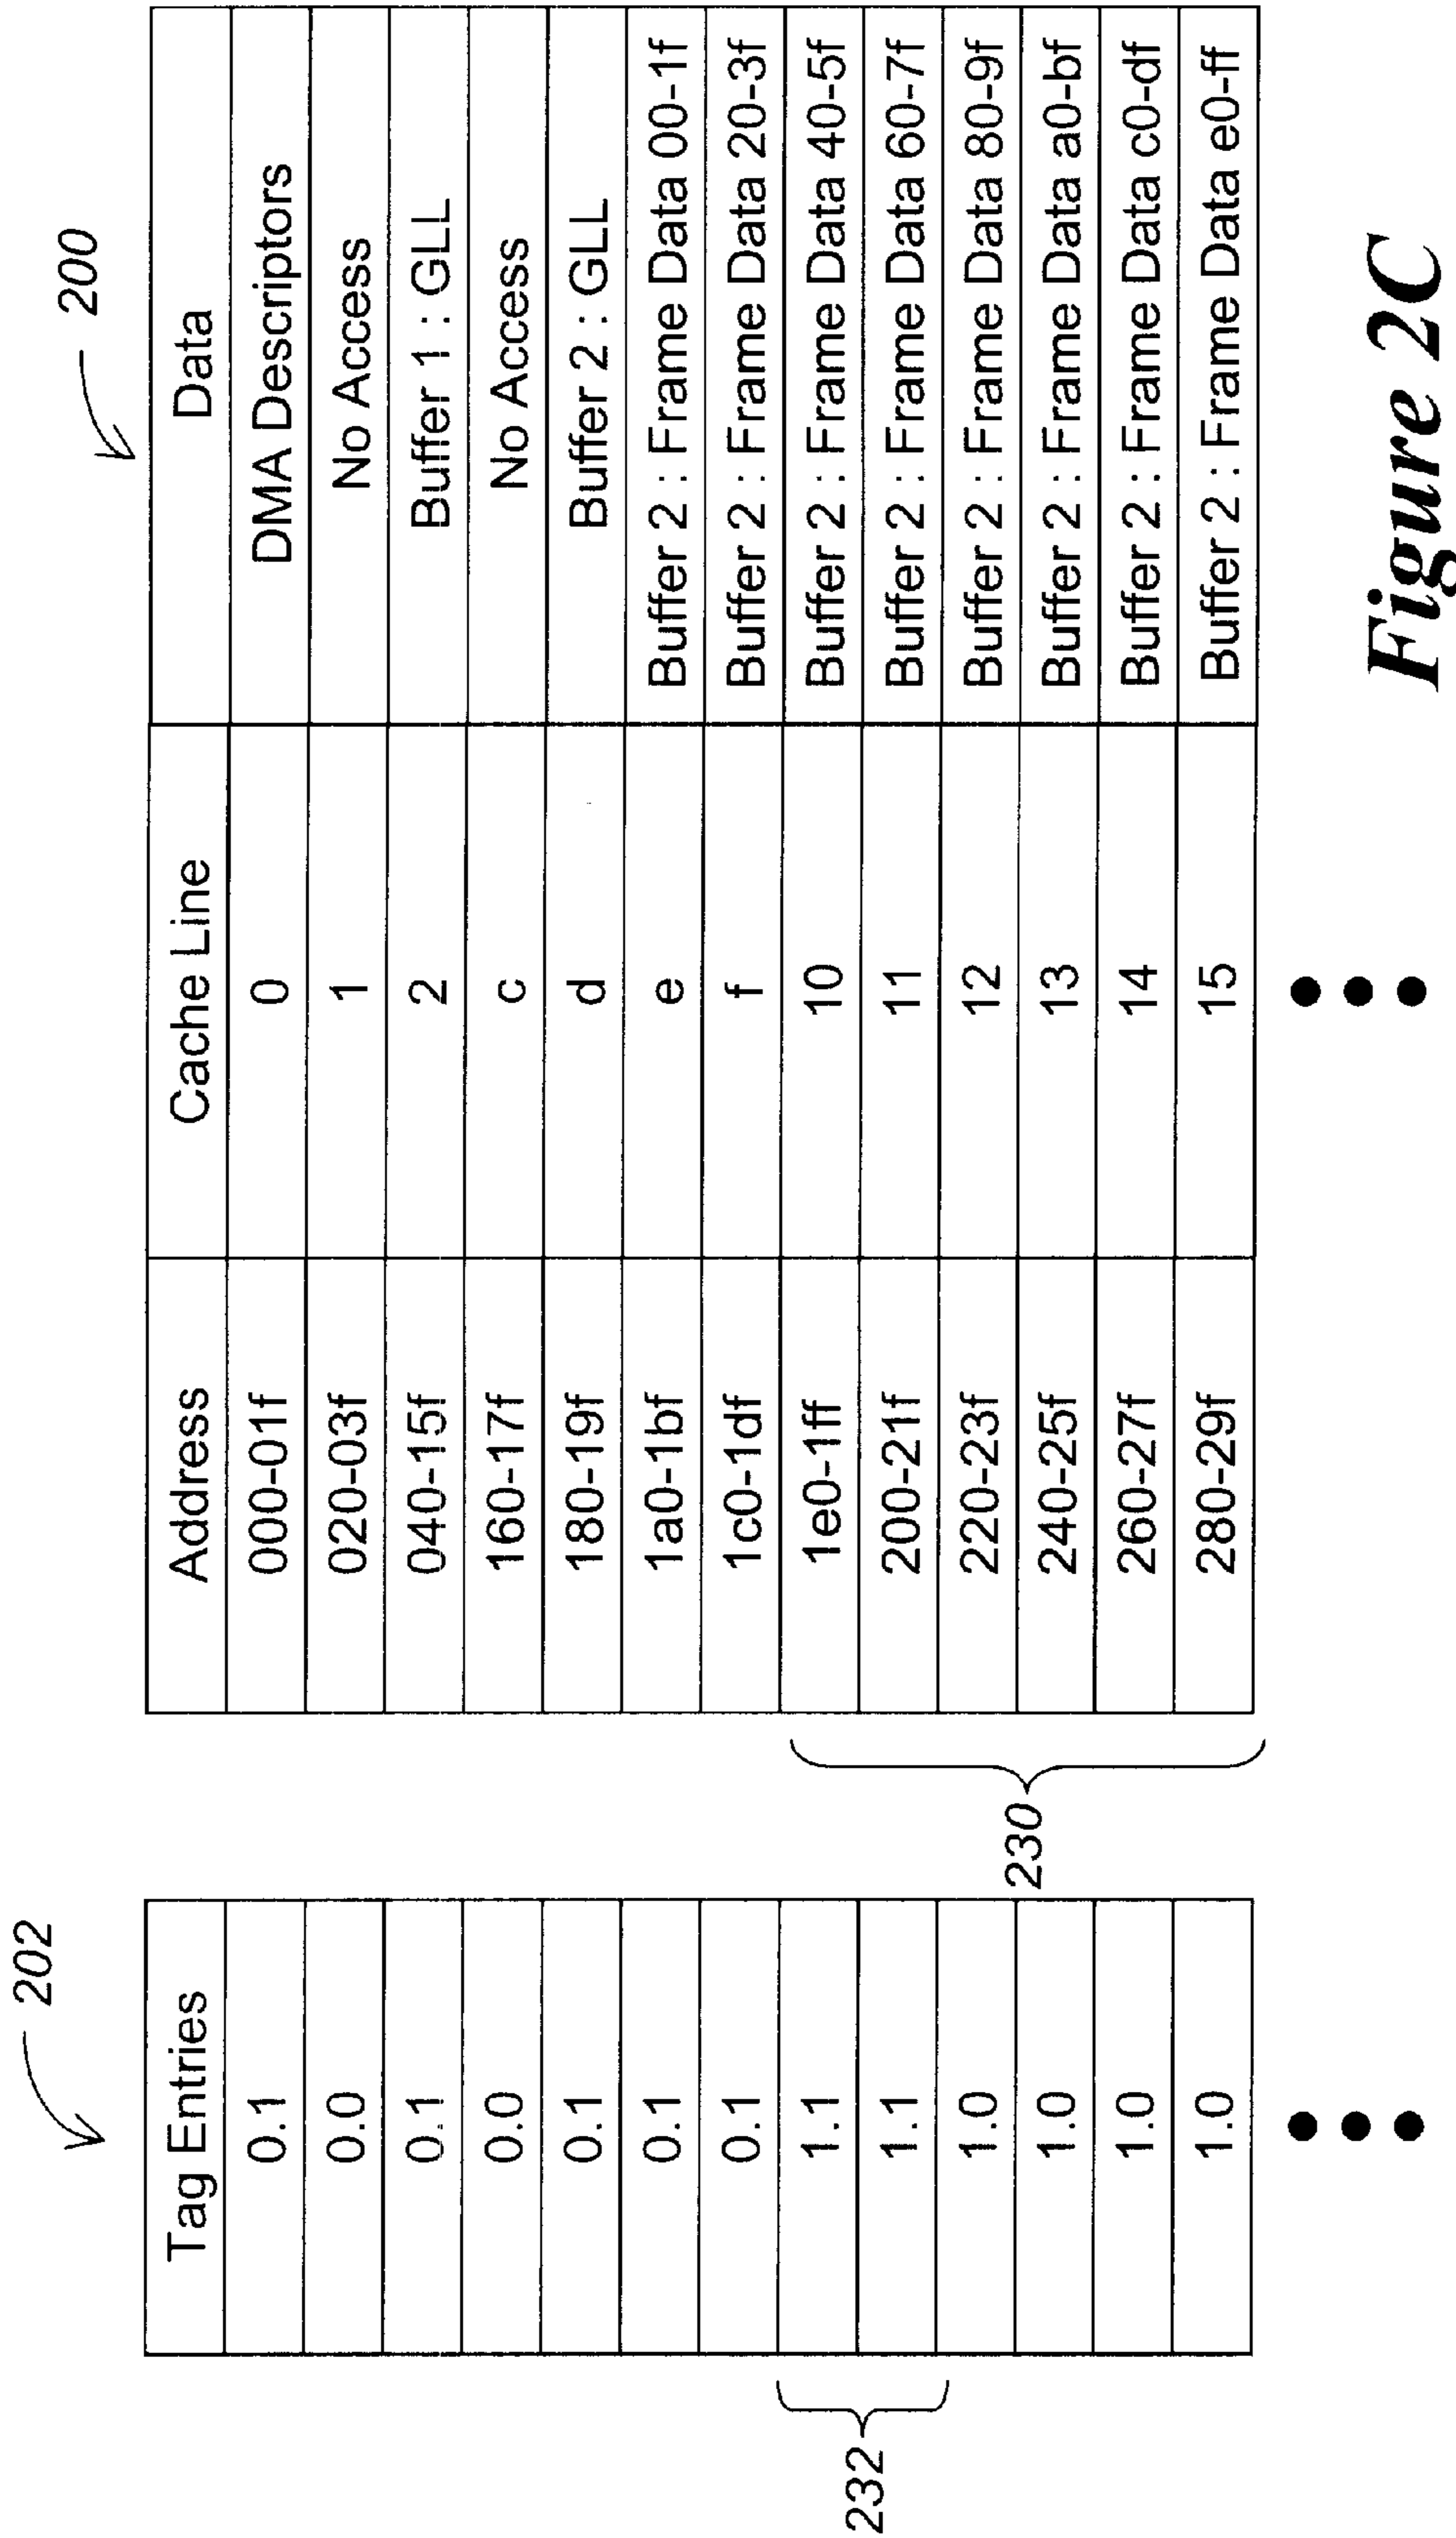 202
200
Tag Entries Address Cache Line Data
0.1 000-01f 0 DMA Descriptors
0.0 020-03f 1 No Access
0.1 040-15f 2 Buffer 1 : GLL
0.0 160-17f c No Access
0.1 180-19f d Buffer 2 : GLL
0.1 1a0-1bf e Buffer 2 : Frame Data 00-1f
0.1 1c0-1df f Buffer 2 : Frame Data 20-3f
1.1 1e0-1ff 10 Buffer 2 : Frame Data 40-5f
1.1 200-21f 11 Buffer 2 : Frame Data 60-7f
1.0 220-23f 12 Buffer 2 : Frame Data 80-9f
1.0 240-25f 13 Buffer 2 : Frame Data a0-bf
1.0 260-27f 14 Buffer 2 : Frame Data c0-df
1.0 280-29f 15 Buffer 2 : Frame Data e0-ff
232
230
Figure 2C